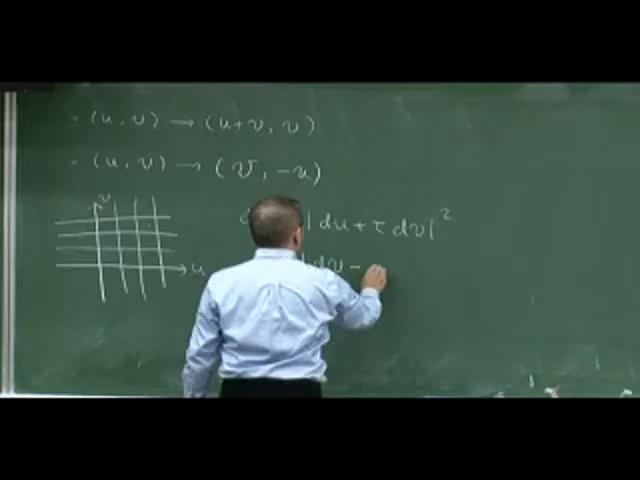 • (u, v) → (u+v, v)
• (u, v) → (v, -u)
v
|du + τ dv|²
u
|dv -